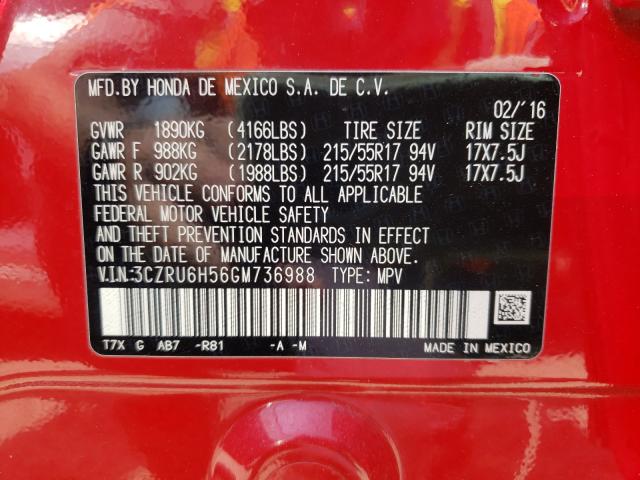 MFD.BY HONDA DE MEXICO S.A. DE C.V.
02/'16
GVWR 1890KG (4166LBS) TIRE SIZE RIM SIZE
GAWR F 988KG (2178LBS) 215/55R17 94V 17X7.5J
GAWR R 902KG (1988LBS) 215/55R17 94V 17X7.5J
THIS VEHICLE CONFORMS TO ALL APPLICABLE
FEDERAL MOTOR VEHICLE SAFETY
AND THEFT PREVENTION STANDARDS IN EFFECT
ON THE DATE OF MANUFACTURE SHOWN ABOVE.
V.I.N:3CZRU6H56GM736988 TYPE: MPV
T7X G AB7 -R81 -A -M MADE IN MEXICO